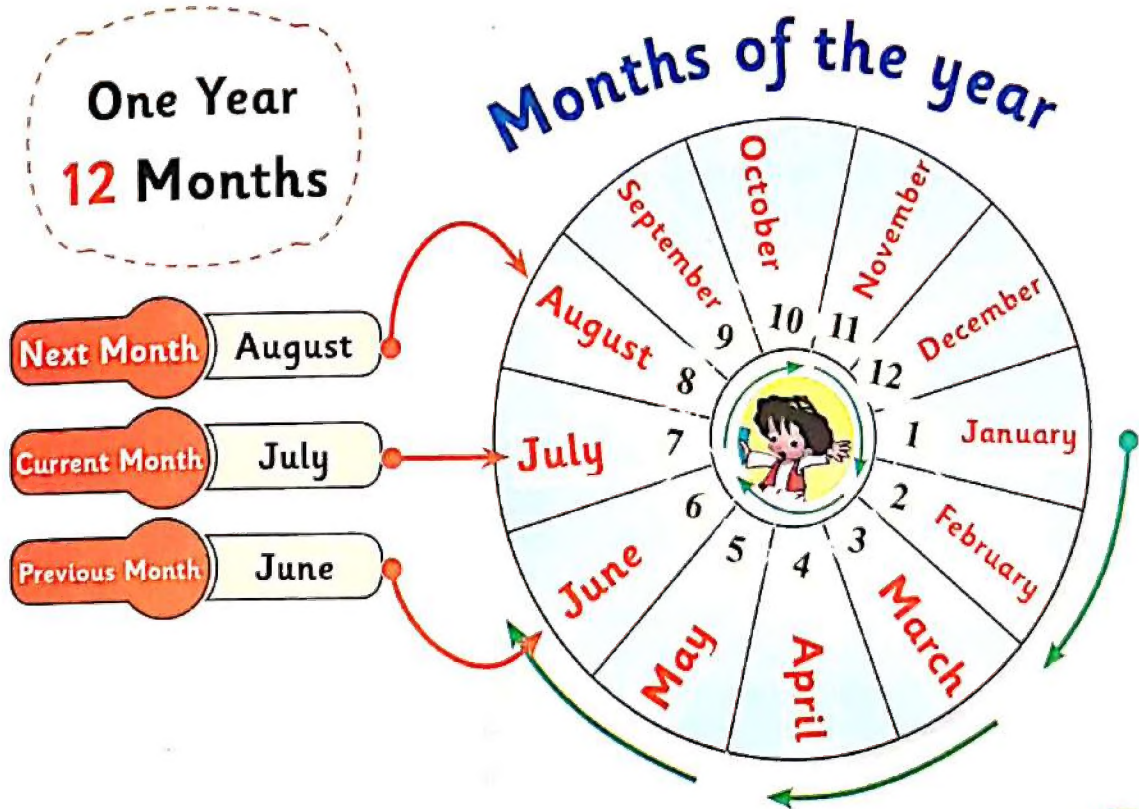 One Year
12 Months
Months of the year
Next Month August
Current Month July
Previous Month June
1 January
2 February
3 March
4 April
5 May
6 June
7 July
8 August
9 September
10 October
11 November
12 December